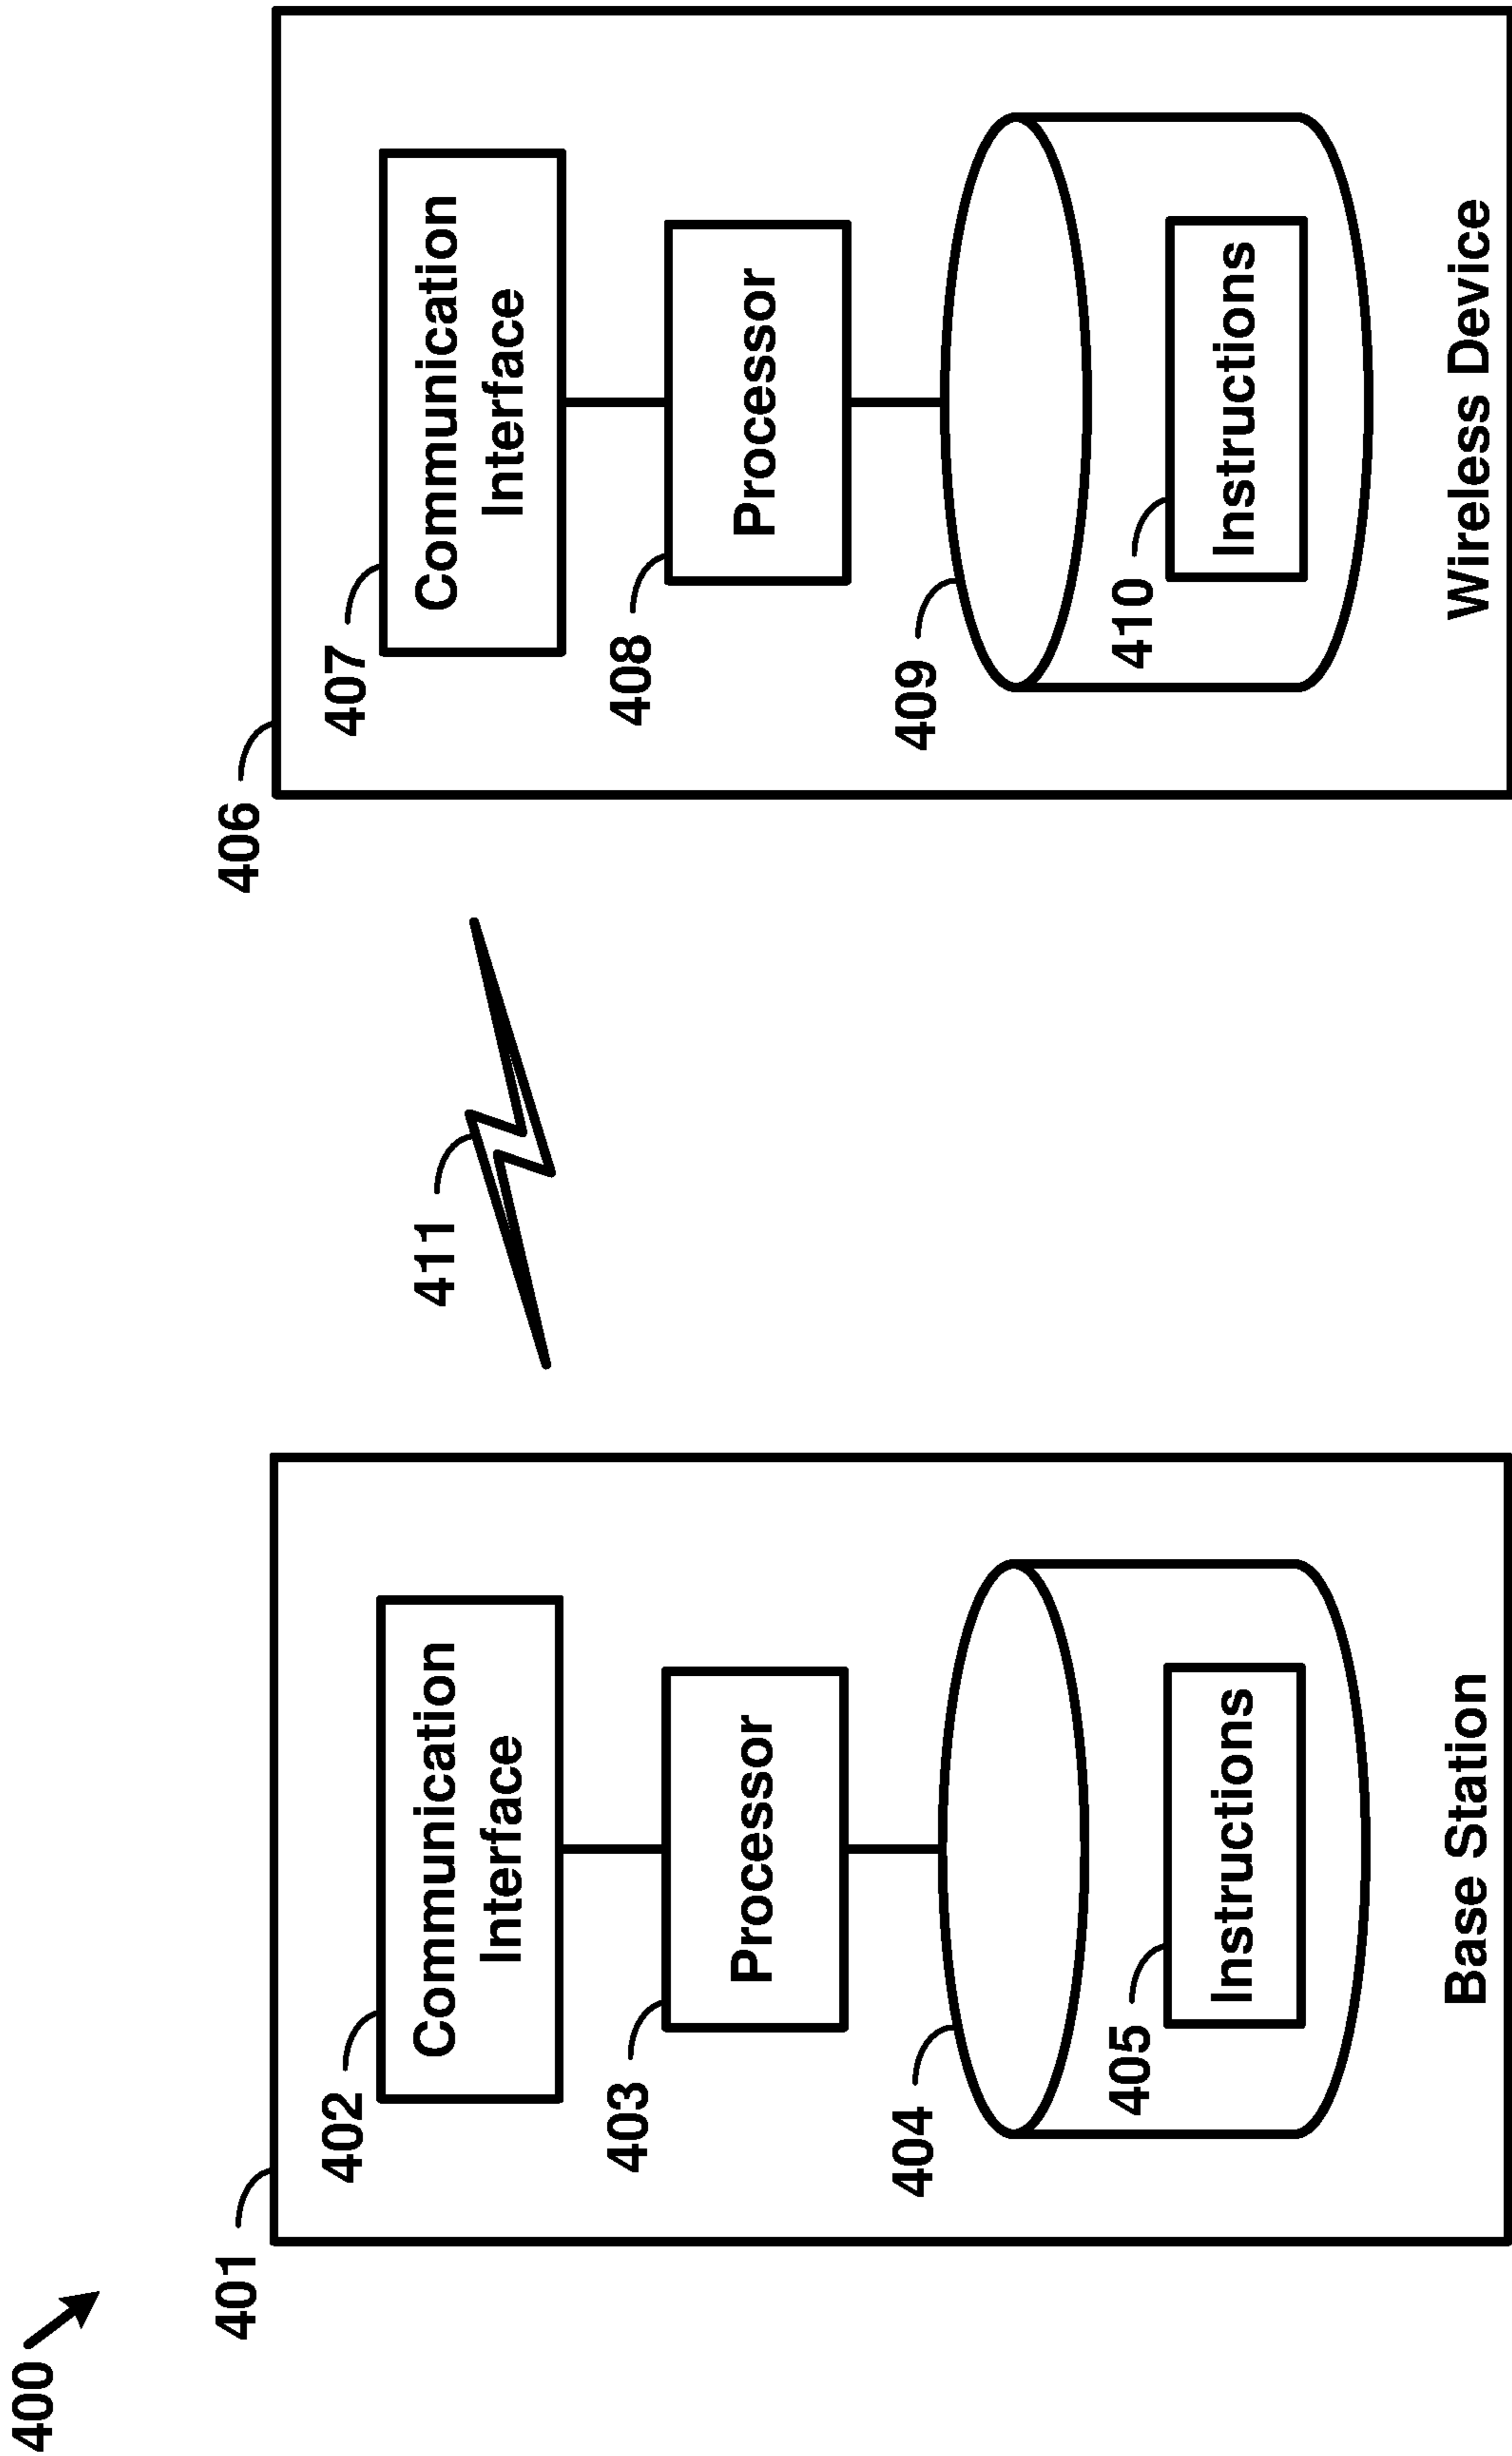 400
401
402
Communication
Interface
403
Processor
404
405
Instructions
Base Station
411
406
407
Communication
Interface
408
Processor
409
410
Instructions
Wireless Device